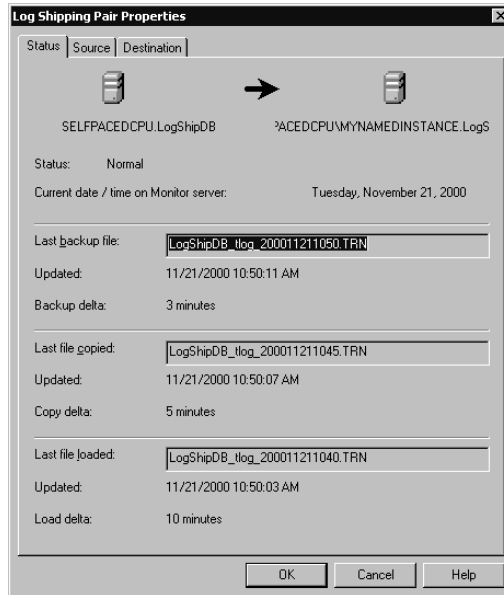 Log Shipping Pair Properties
Status Source Destination
SELFPACEDCPU.LogShipDB PACEDCPU\MYNAMEDINSTANCE.LogS
Status: Normal
Current date / time on Monitor server: Tuesday, November 21, 2000
Last backup file: LogShipDB_tlog_200011211050.TRN
Updated: 11/21/2000 10:50:11 AM
Backup delta: 3 minutes
Last file copied: LogShipDB_tlog_200011211045.TRN
Updated: 11/21/2000 10:50:07 AM
Copy delta: 5 minutes
Last file loaded: LogShipDB_tlog_200011211040.TRN
Updated: 11/21/2000 10:50:03 AM
Load delta: 10 minutes
OK Cancel Help